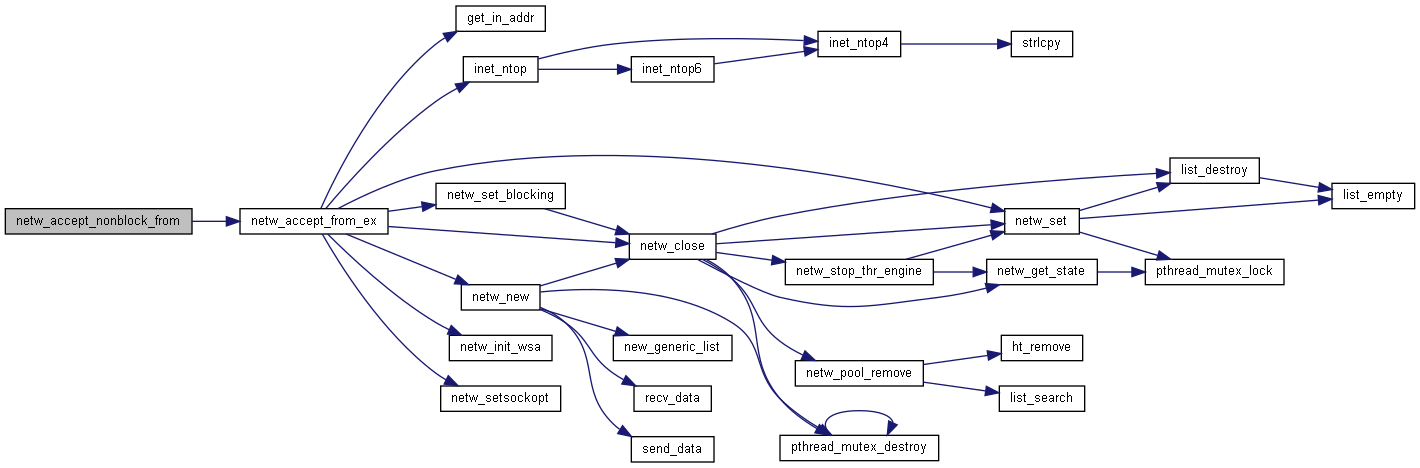 get_in_addr
inet_ntop4
strlcpy
inet_ntop
inet_ntop6
list_destroy
netw_set_blocking
list_empty
netw_accept_nonblock_from
netw_accept_from_ex
netw_set
netw_close
netw_stop_thr_engine
netw_get_state
pthread_mutex_lock
netw_new
netw_init_wsa
new_generic_list
ht_remove
netw_pool_remove
netw_setsockopt
recv_data
list_search
send_data
pthread_mutex_destroy